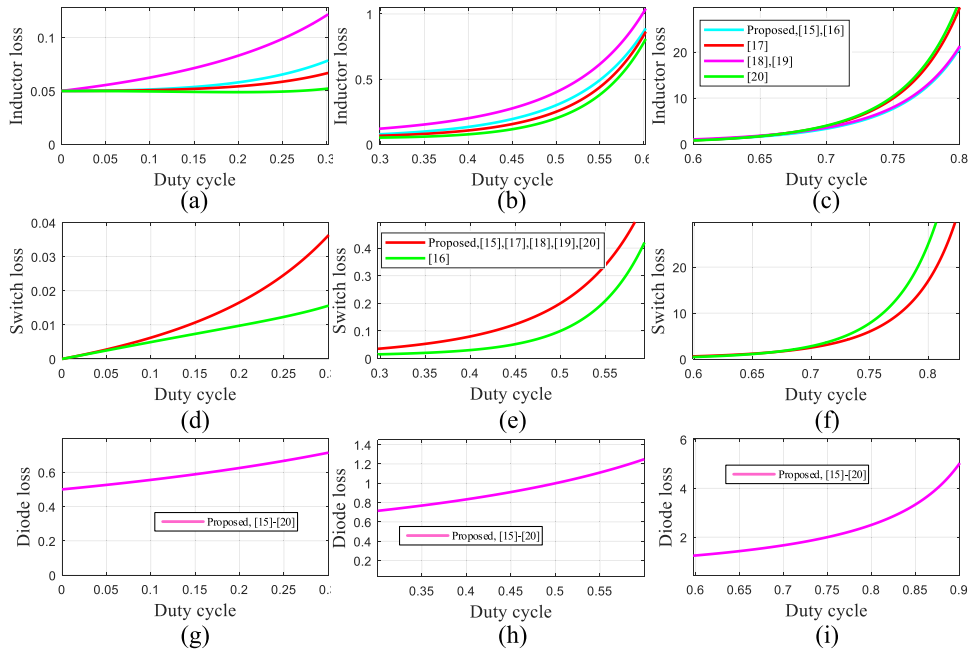 0.1
0.05
0
Inductor loss
0 0.05 0.1 0.15 0.2 0.25 0.3
Duty cycle
(a)
1
0.5
0
Inductor loss
0.3 0.35 0.4 0.45 0.5 0.55 0.6
Duty cycle
(b)
20
10
0
Inductor loss
Proposed,[15],[16]
[17]
[18],[19]
[20]
0.6 0.65 0.7 0.75 0.8
Duty cycle
(c)
0.04
0.03
0.02
0.01
0
Switch loss
0 0.05 0.1 0.15 0.2 0.25 0.3
Duty cycle
(d)
0.4
0.3
0.2
0.1
0
Switch loss
Proposed,[15],[17],[18],[19],[20]
[16]
0.3 0.35 0.4 0.45 0.5 0.55
Duty cycle
(e)
20
10
0
Switch loss
0.6 0.65 0.7 0.75 0.8
Duty cycle
(f)
0.6
0.4
0.2
0
Diode loss
Proposed, [15]-[20]
0 0.05 0.1 0.15 0.2 0.25 0.3
Duty cycle
(g)
1.4
1.2
1
0.8
0.6
0.4
0.2
Diode loss
Proposed, [15]-[20]
0.35 0.4 0.45 0.5 0.55
Duty cycle
(h)
6
4
2
Diode loss
Proposed, [15]-[20]
0.6 0.65 0.7 0.75 0.8 0.85 0.9
Duty cycle
(i)